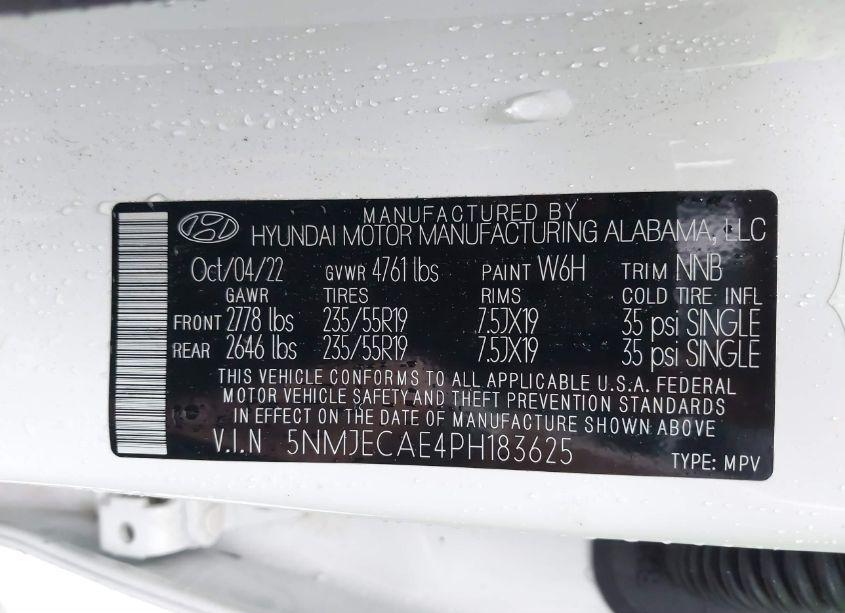 MANUFACTURED BY
HYUNDAI MOTOR MANUFACTURING ALABAMA, LLC
Oct/04/22 GVWR 4761 lbs PAINT W6H TRIM NNB
GAWR TIRES RIMS COLD TIRE INFL
FRONT 2778 lbs 235/55R19 7.5JX19 35 psi SINGLE
REAR 2646 lbs 235/55R19 7.5JX19 35 psi SINGLE
THIS VEHICLE CONFORMS TO ALL APPLICABLE U.S.A. FEDERAL
MOTOR VEHICLE SAFETY AND THEFT PREVENTION STANDARDS
IN EFFECT ON THE DATE OF MANUFACTURE SHOWN ABOVE
V.I.N 5NMJECAE4PH183625
TYPE: MPV